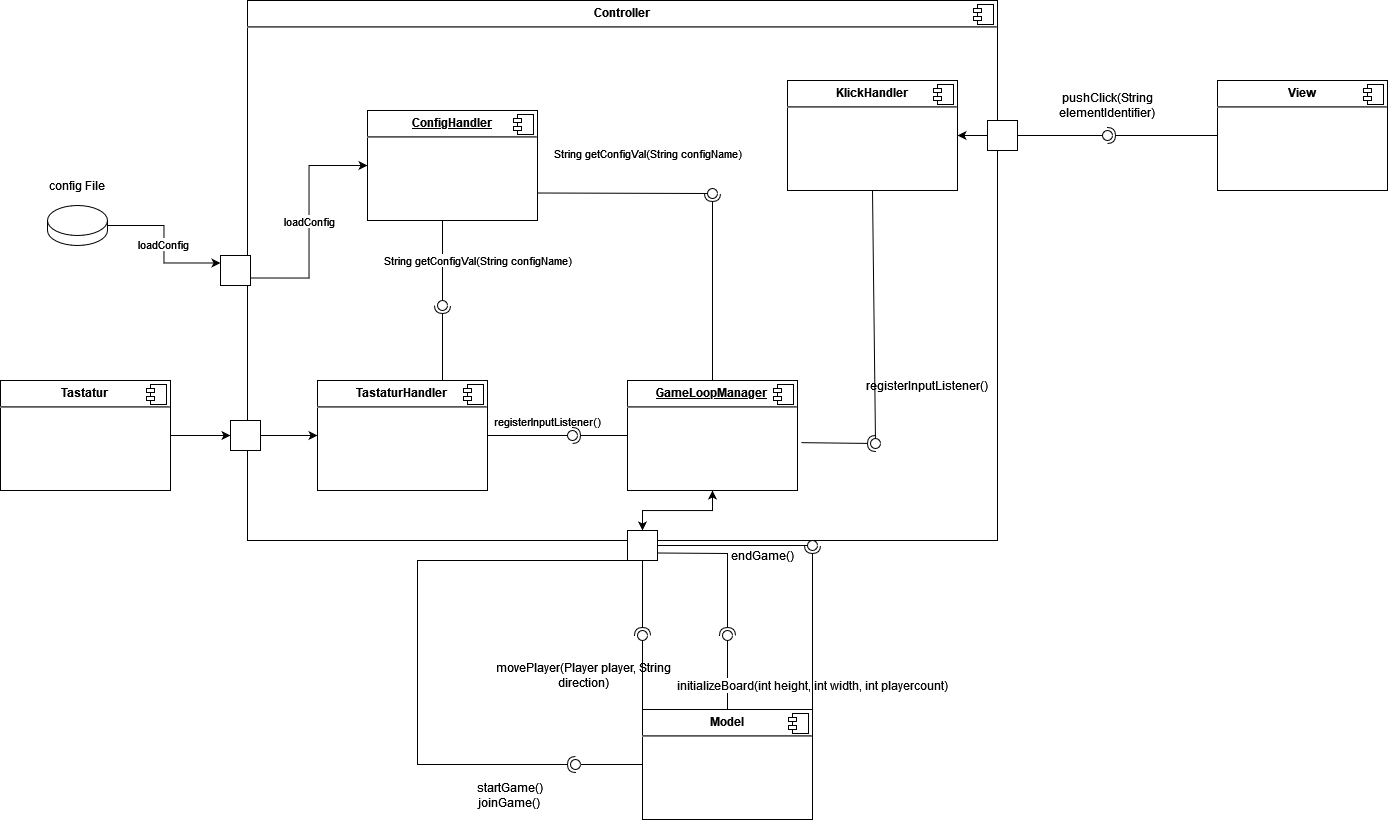 Controller
KlickHandler
pushClick(String
elementIdentifier)
View
ConfigHandler
String getConfigVal(String configName)
config File
loadConfig
loadConfig
String getConfigVal(String configName)
Tastatur
TastaturHandler
registerInputListener()
GameLoopManager
registerInputListener()
endGame()
movePlayer(Player player, String
direction)
initializeBoard(int height, int width, int playercount)
Model
startGame()
joinGame()